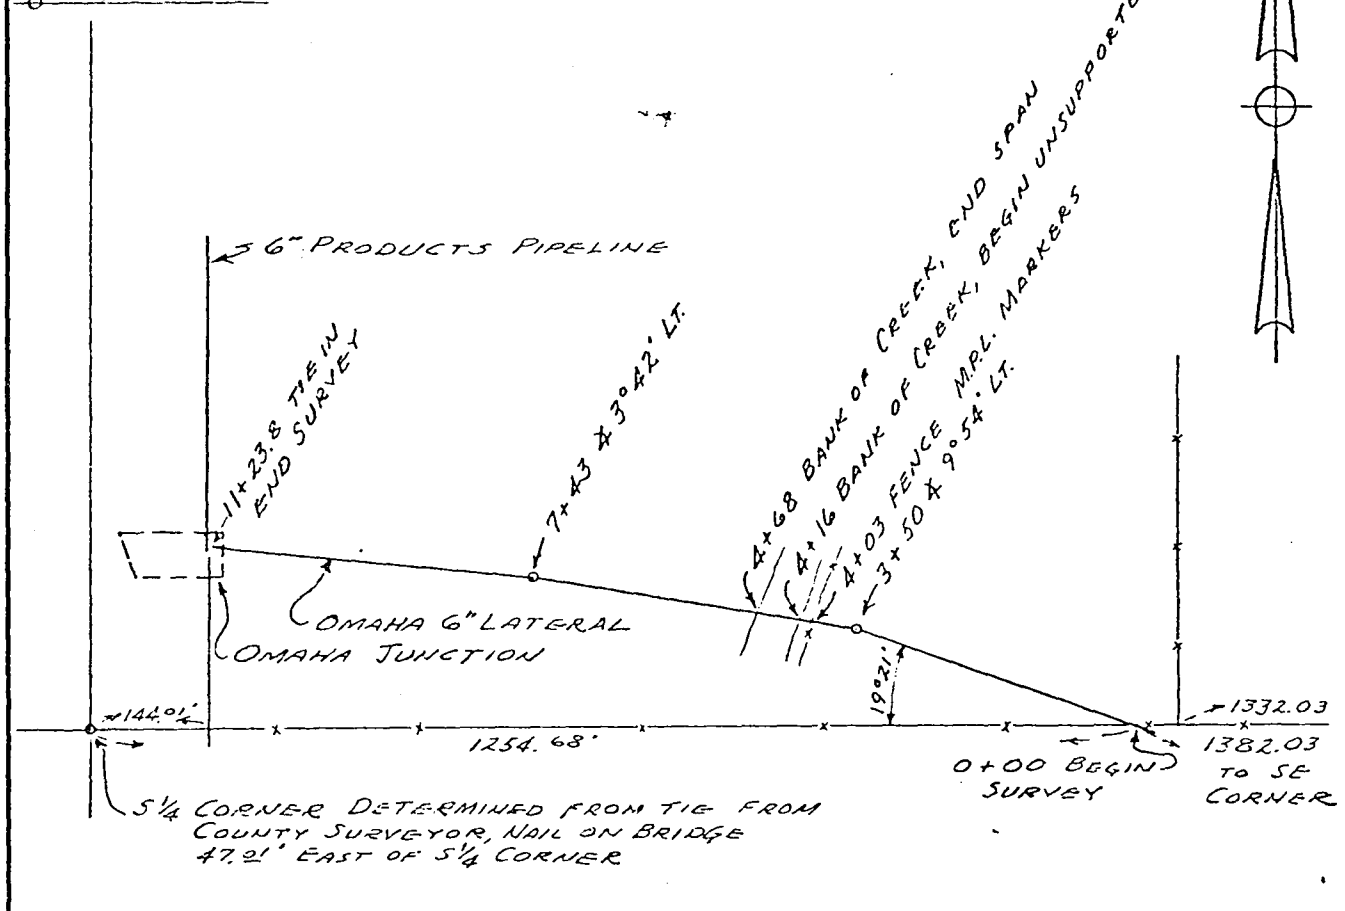 6" PRODUCTS PIPELINE
11+23.8 TIE IN
END SURVEY
7+43 ∡ 3°42' LT.
4+68 BANK OF CREEK, END SPAN
4+16 BANK OF CREEK, BEGIN
4+03 FENCE M.P.L. MARKERS
3+50 ∡ 9°54' LT.
OMAHA 6" LATERAL
OMAHA JUNCTION
19°21'
144.01'
1254.68'
1332.03
1382.03
TO SE
CORNER
0+00 BEGIN
SURVEY
S 1/4 CORNER DETERMINED FROM TIE FROM
COUNTY SURVEYOR, NAIL ON BRIDGE
47.01' EAST OF S 1/4 CORNER